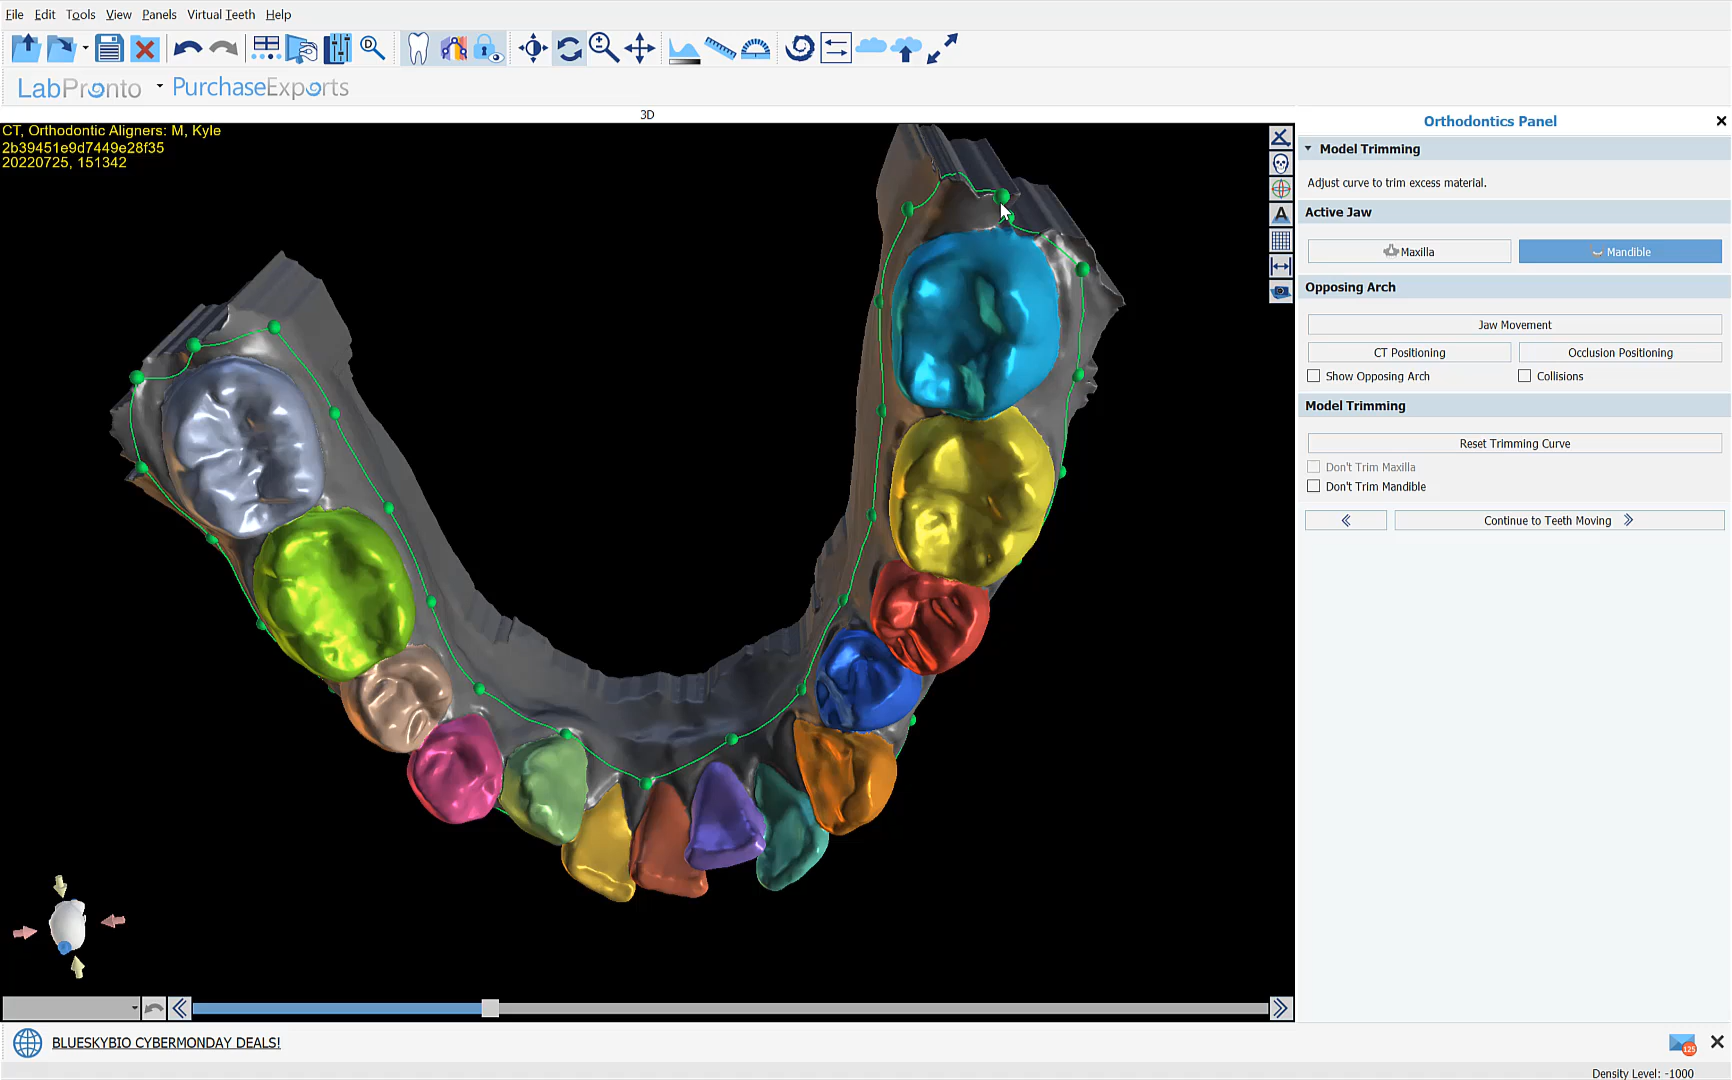 File Edit Tools View Panels Virtual Teeth Help
LabPronto PurchaseExports
3D
CT, Orthodontic Aligners: M, Kyle
2b39451e9d7449e28f35
20220725, 151342
Orthodontics Panel
Model Trimming
Adjust curve to trim excess material.
Active Jaw
Maxilla Mandible
Opposing Arch
Jaw Movement
CT Positioning Occlusion Positioning
Show Opposing Arch Collisions
Model Trimming
Reset Trimming Curve
Don't Trim Maxilla
Don't Trim Mandible
Continue to Teeth Moving
BLUESKYBIO CYBERMONDAY DEALS!
125
Density Level: -1000